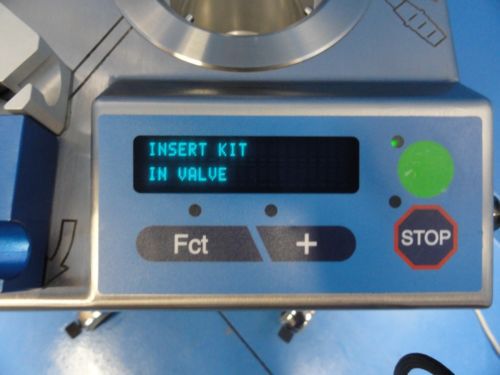 INSERT KIT
IN VALVE
Fct
+
STOP